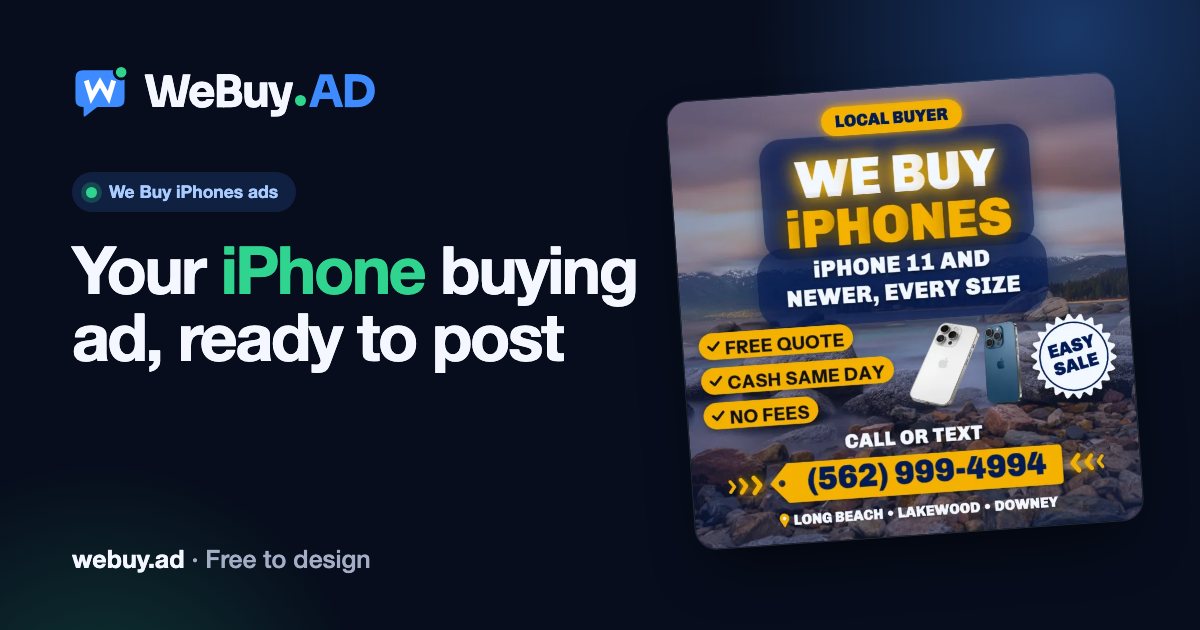 WeBuy.AD
We Buy iPhones ads
Your iPhone buying
ad, ready to post
webuy.ad · Free to design
LOCAL BUYER
WE BUY
iPHONES
iPHONE 11 AND
NEWER, EVERY SIZE
✓ FREE QUOTE
✓ CASH SAME DAY
✓ NO FEES
EASY
SALE
CALL OR TEXT
(562) 999-4994
LONG BEACH • LAKEWOOD • DOWNEY